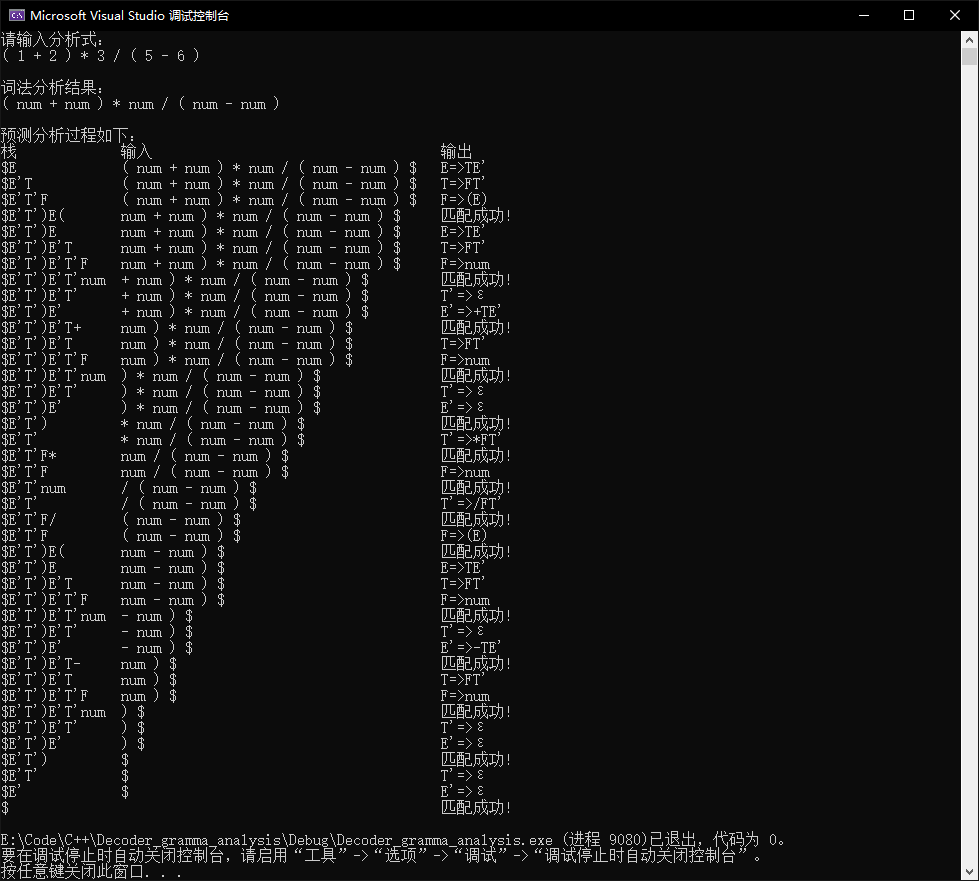 Microsoft Visual Studio 调试控制台
请输入分析式:
( 1 + 2 ) * 3 / ( 5 - 6 )
词法分析结果:
( num + num ) * num / ( num - num )
预测分析过程如下:
栈 输入 输出
$E ( num + num ) * num / ( num - num ) $ E=>TE'
$E'T ( num + num ) * num / ( num - num ) $ T=>FT'
$E'T'F ( num + num ) * num / ( num - num ) $ F=>(E)
$E'T')E( num + num ) * num / ( num - num ) $ 匹配成功!
$E'T')E num + num ) * num / ( num - num ) $ E=>TE'
$E'T')E'T num + num ) * num / ( num - num ) $ T=>FT'
$E'T')E'T'F num + num ) * num / ( num - num ) $ F=>num
$E'T')E'T'num + num ) * num / ( num - num ) $ 匹配成功!
$E'T')E'T' + num ) * num / ( num - num ) $ T'=>ε
$E'T')E' + num ) * num / ( num - num ) $ E'=>+TE'
$E'T')E'T+ num ) * num / ( num - num ) $ 匹配成功!
$E'T')E'T num ) * num / ( num - num ) $ T=>FT'
$E'T')E'T'F num ) * num / ( num - num ) $ F=>num
$E'T')E'T'num ) * num / ( num - num ) $ 匹配成功!
$E'T')E'T' ) * num / ( num - num ) $ T'=>ε
$E'T')E' ) * num / ( num - num ) $ E'=>ε
$E'T') * num / ( num - num ) $ 匹配成功!
$E'T' * num / ( num - num ) $ T'=>*FT'
$E'T'F* num / ( num - num ) $ 匹配成功!
$E'T'F num / ( num - num ) $ F=>num
$E'T'num / ( num - num ) $ 匹配成功!
$E'T' / ( num - num ) $ T'=>/FT'
$E'T'F/ ( num - num ) $ 匹配成功!
$E'T'F ( num - num ) $ F=>(E)
$E'T')E( num - num ) $ 匹配成功!
$E'T')E num - num ) $ E=>TE'
$E'T')E'T num - num ) $ T=>FT'
$E'T')E'T'F num - num ) $ F=>num
$E'T')E'T'num - num ) $ 匹配成功!
$E'T')E'T' - num ) $ T'=>ε
$E'T')E' - num ) $ E'=>-TE'
$E'T')E'T- num ) $ 匹配成功!
$E'T')E'T num ) $ T=>FT'
$E'T')E'T'F num ) $ F=>num
$E'T')E'T'num ) $ 匹配成功!
$E'T')E'T' ) $ T'=>ε
$E'T')E' ) $ E'=>ε
$E'T') $ 匹配成功!
$E'T' $ T'=>ε
$E' $ E'=>ε
$ 匹配成功!
E:\Code\C++\Decoder_gramma_analysis\Debug\Decoder_gramma_analysis.exe (进程 9080)已退出，代码为 0。
要在调试停止时自动关闭控制台，请启用“工具”->“选项”->“调试”->“调试停止时自动关闭控制台”。
按任意键关闭此窗口. . .